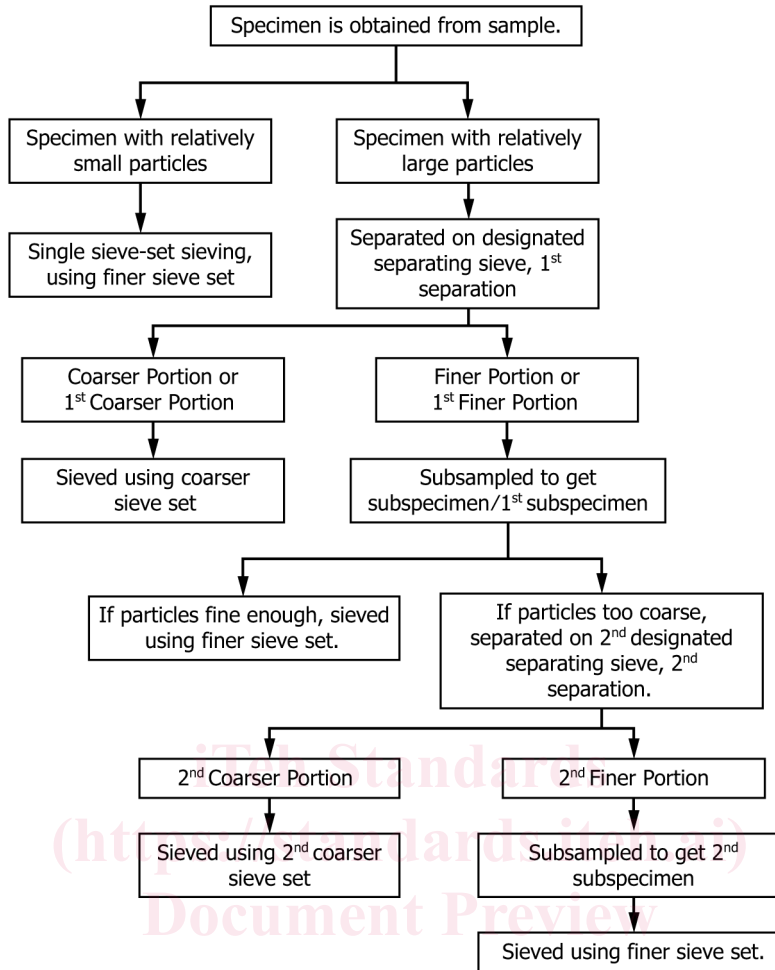 Specimen is obtained from sample.
Specimen with relatively
small particles
Specimen with relatively
large particles
Single sieve-set sieving,
using finer sieve set
Separated on designated
separating sieve, 1st
separation
Coarser Portion or
1st Coarser Portion
Finer Portion or
1st Finer Portion
Sieved using coarser
sieve set
Subsampled to get
subspecimen/1st subspecimen
If particles fine enough, sieved
using finer sieve set.
If particles too coarse,
separated on 2nd designated
separating sieve, 2nd
separation.
2nd Coarser Portion
2nd Finer Portion
Sieved using 2nd coarser
sieve set
Subsampled to get 2nd
subspecimen
Sieved using finer sieve set.
iTeh Standards
(https://standards.iteh.ai)
Document Preview